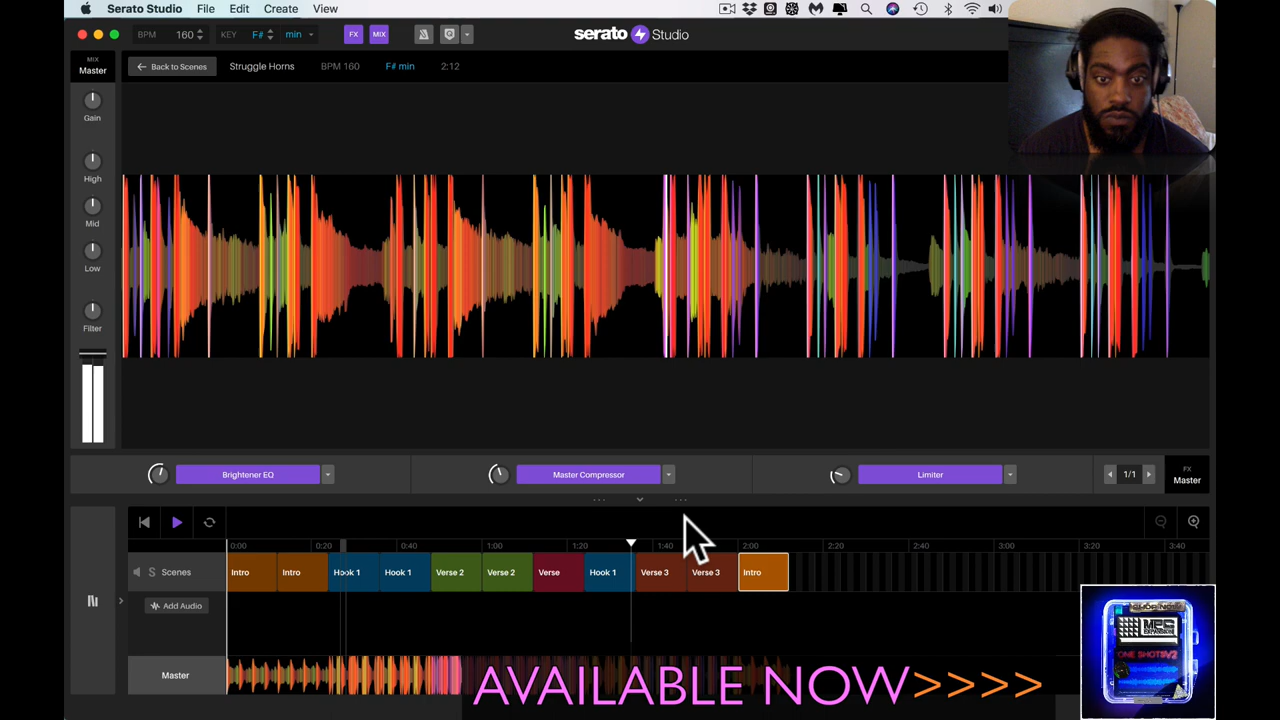 Serato Studio File Edit Create View
BPM 160 KEY F# min FX MIX serato Studio
MIX
Master
Back to Scenes Struggle Horns BPM 160 F# min 2:12
Gain
High
Mid
Low
Filter
Brightener EQ Master Compressor Limiter 1/1 FX
Master
0:00 0:20 0:40 1:00 1:20 1:40 2:00 2:20 2:40 3:00 3:20 3:40
S Scenes Intro Intro Hook 1 Hook 1 Verse 2 Verse 2 Verse Hook 1 Verse 3 Verse 3 Intro
Add Audio
Master
SHOP NOW
MPC
EXPANSION
ONE SHOTS V2
AVAILABLE NOW>>>>